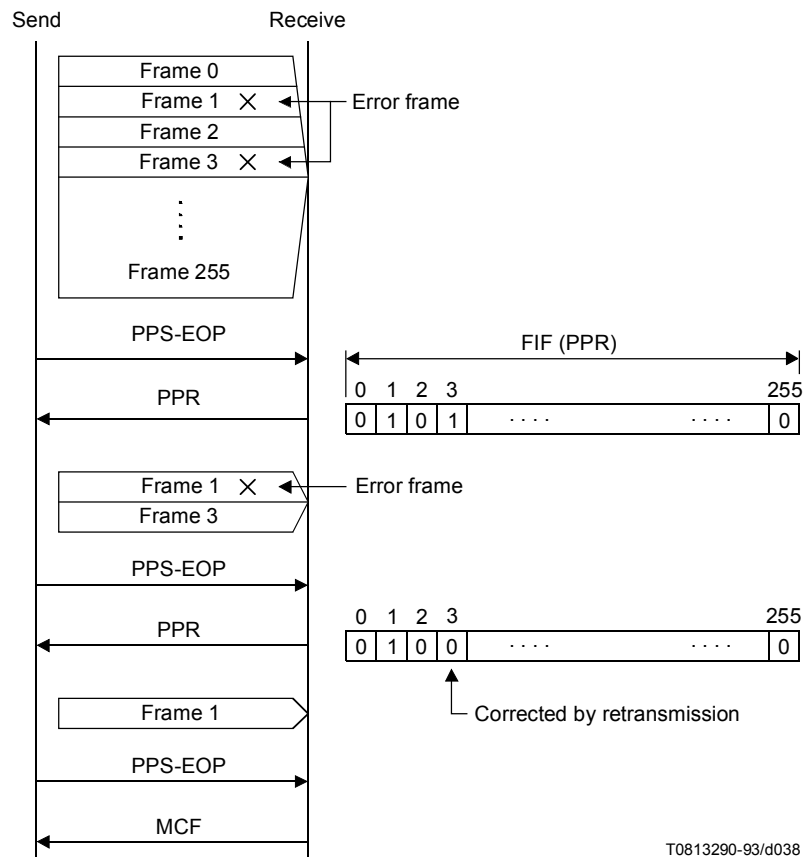 Send Receive
Frame 0
Frame 1 × Error frame
Frame 2
Frame 3 ×
Frame 255
PPS-EOP
FIF (PPR)
PPR
0 1 2 3 255
0 1 0 1 . . . . . . . . 0
Frame 1 × Error frame
Frame 3
PPS-EOP
PPR
0 1 2 3 255
0 1 0 0 . . . . . . . . 0
Corrected by retransmission
Frame 1
PPS-EOP
MCF
T0813290-93/d038